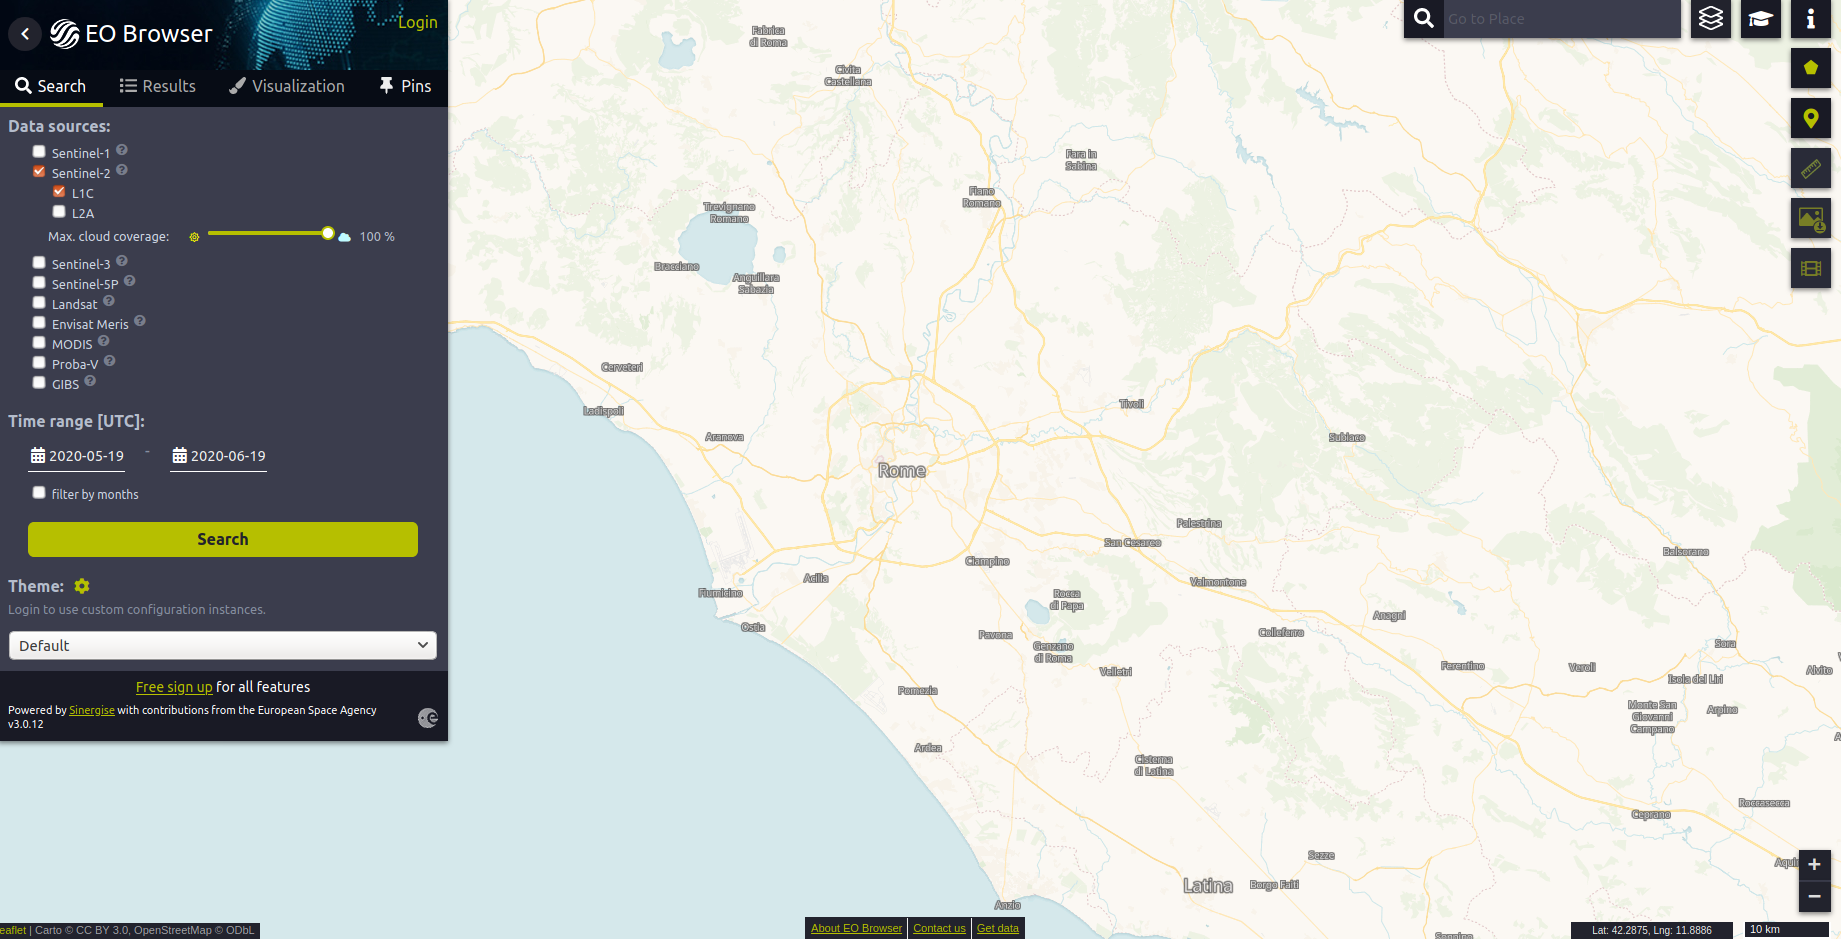 EO Browser
Login
Search
Results
Visualization
Pins
Data sources:
Sentinel-1
Sentinel-2
L1C
L2A
Max. cloud coverage:
100 %
Sentinel-3
Sentinel-5P
Landsat
Envisat Meris
MODIS
Proba-V
GIBS
Time range [UTC]:
2020-05-19 - 2020-06-19
filter by months
Search
Theme:
Login to use custom configuration instances.
Default
Free sign up for all features
Powered by Sinergise with contributions from the European Space Agency
v3.0.12
Go to Place
Fabrica
di Roma
Civita
Castellana
Fara in
Sabina
Fiano
Romano
Trevignano
Romano
Bracciano
Anguillara
Sabazia
Cerveteri
Ladispoli
Aranova
Tivoli
Subiaco
Rome
Palestrina
San Cesareo
Balsorano
Ciampino
Acilla
Valmontone
Fiumicino
Rocca
di Papa
Anagni
Ostia
Pavona
Colleferro
Genzano
di Roma
Sora
Velletri
Ferentino
Veroli
Alvito
Isola del Liri
Pomezia
Monte San
Giovanni
Campano
Arpino
Ardea
Cisterna
di Latina
Roccasecca
Ceprano
Sezze
Aquin
Latina
Borgo Faiti
Anzio
eaflet | Carto © CC BY 3.0, OpenStreetMap © ODbL
About EO Browser
Contact us
Get data
Lat: 42.2875, Lng: 11.8886
10 km